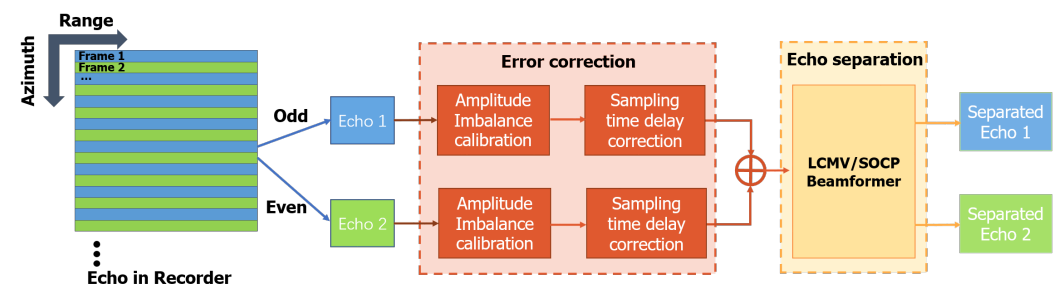 Range
Azimuth
Frame 1
Frame 2
...
Echo in Recorder
Odd
Even
Echo 1
Echo 2
Error correction
Amplitude
Imbalance
calibration
Sampling
time delay
correction
Amplitude
Imbalance
calibration
Sampling
time delay
correction
Echo separation
LCMV/SOCP
Beamformer
Separated
Echo 1
Separated
Echo 2